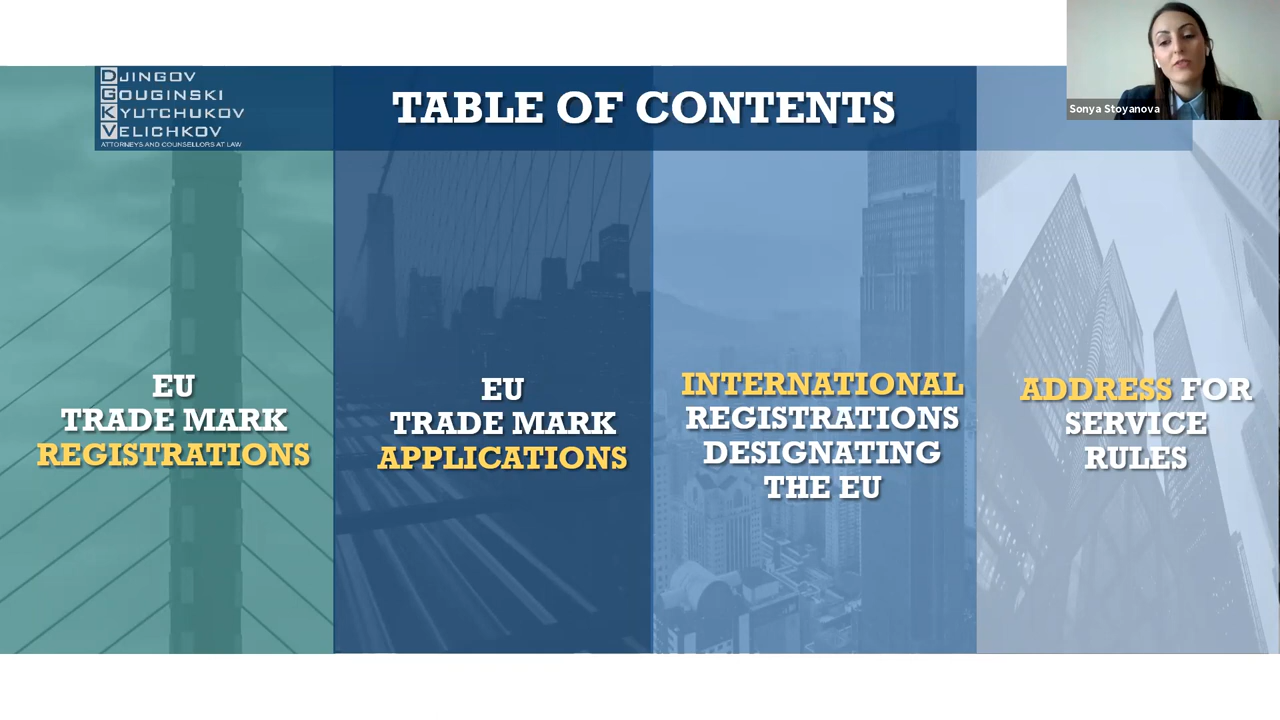 DJINGOV
GOUGINSKI
KYUTCHUKOV
VELICHKOV
ATTORNEYS AND COUNSELLORS AT LAW
TABLE OF CONTENTS
Sonya Stoyanova
EU
TRADE MARK
REGISTRATIONS
EU
TRADE MARK
APPLICATIONS
INTERNATIONAL
REGISTRATIONS
DESIGNATING
THE EU
ADDRESS FOR
SERVICE
RULES